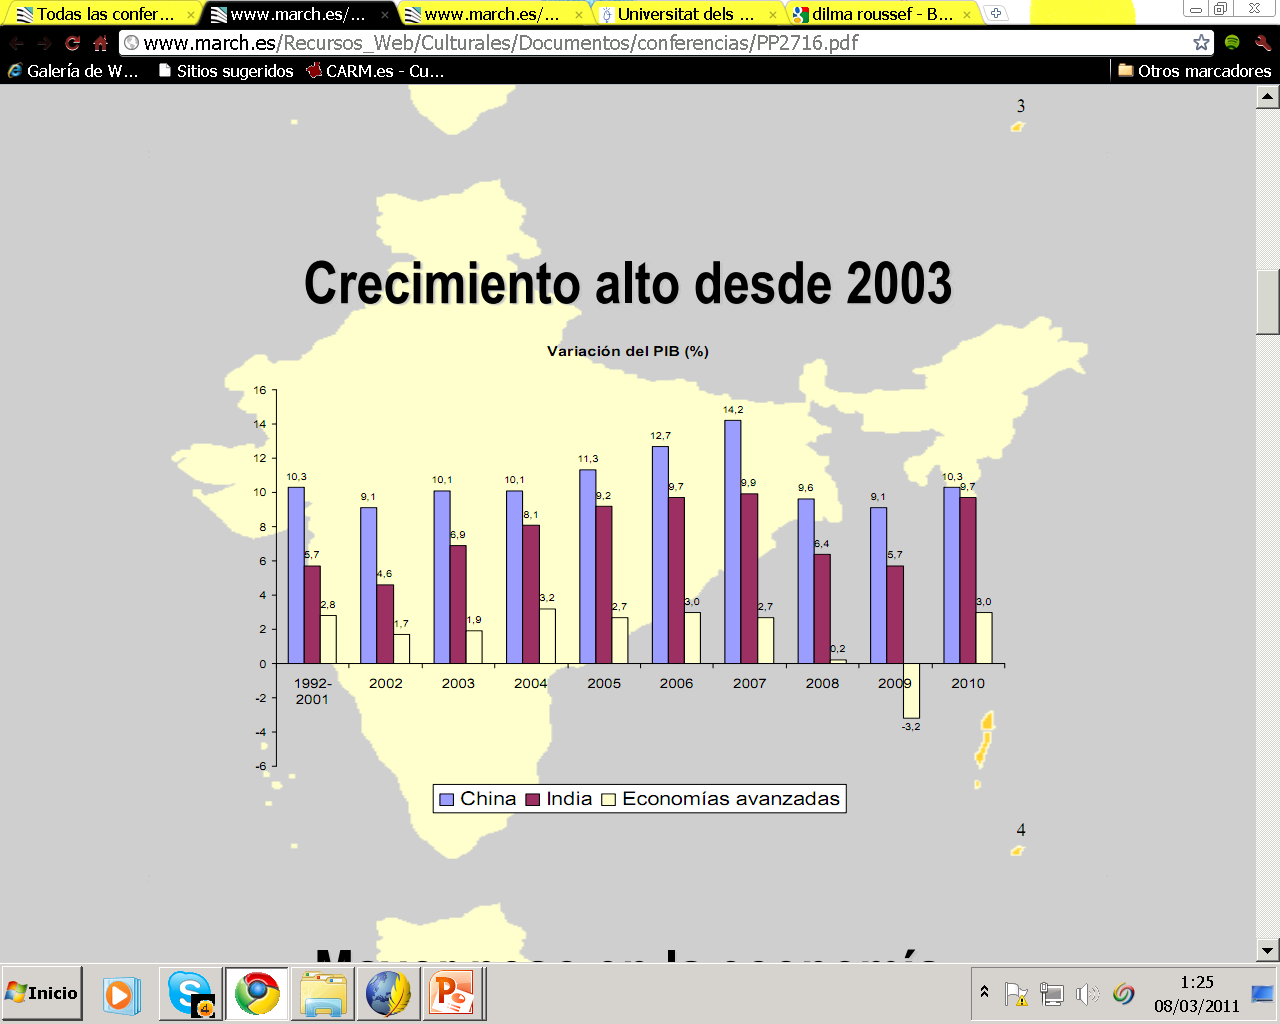 Todas las confer...
www.march.es/...
www.march.es/...
Universitat dels ...
dilma roussef - B...
www.march.es/Recursos_Web/Culturales/Documentos/conferencias/PP2716.pdf
Galería de W...
Sitios sugeridos
CARM.es - Cu...
Otros marcadores
3
Crecimiento alto desde 2003
Variación del PIB (%)
16
14
12
10
8
6
4
2
0
-2
-4
-6
10,3 5,7 2,8
9,1 4,6 1,7
10,1 6,9 1,9
10,1 8,1 3,2
11,3 9,2 2,7
12,7 9,7 3,0
14,2 9,9 2,7
9,6 6,4 0,2
9,1 5,7 -3,2
10,3 9,7 3,0
1992-
2001
2002 2003 2004 2005 2006 2007 2008 2009 2010
China India Economías avanzadas
4
Inicio
4
1:25
08/03/2011